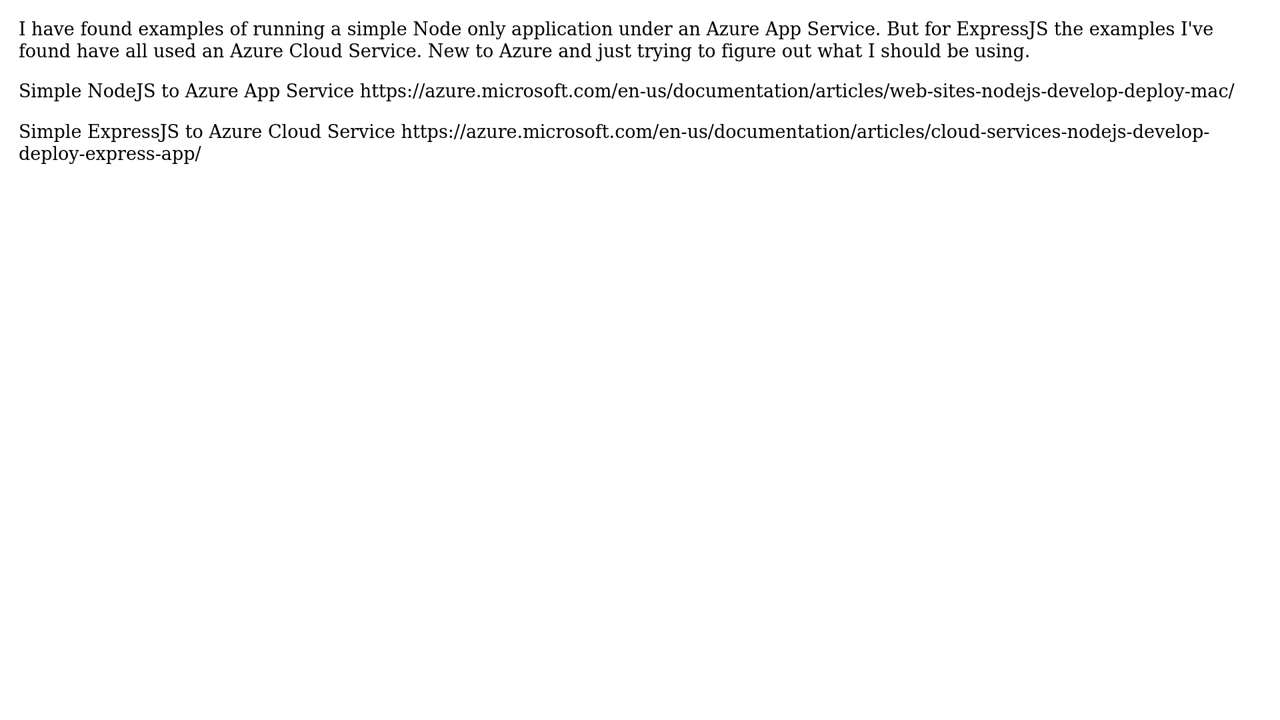 I have found examples of running a simple Node only application under an Azure App Service. But for ExpressJS the examples I've
found have all used an Azure Cloud Service. New to Azure and just trying to figure out what I should be using.
Simple NodeJS to Azure App Service https://azure.microsoft.com/en-us/documentation/articles/web-sites-nodejs-develop-deploy-mac/
Simple ExpressJS to Azure Cloud Service https://azure.microsoft.com/en-us/documentation/articles/cloud-services-nodejs-develop-
deploy-express-app/